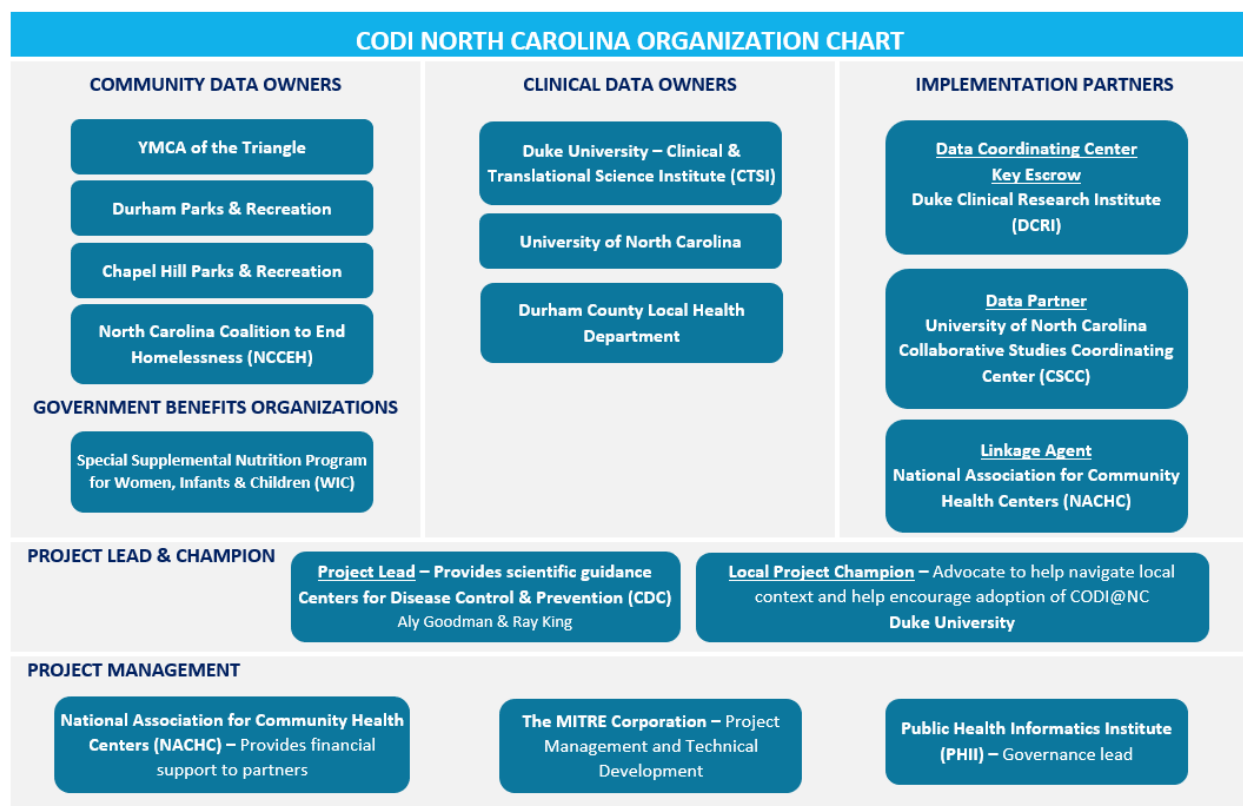 CODI NORTH CAROLINA ORGANIZATION CHART
COMMUNITY DATA OWNERS
YMCA of the Triangle
Durham Parks & Recreation
Chapel Hill Parks & Recreation
North Carolina Coalition to End
Homelessness (NCCEH)
GOVERNMENT BENEFITS ORGANIZATIONS
Special Supplemental Nutrition Program
for Women, Infants & Children (WIC)
CLINICAL DATA OWNERS
Duke University – Clinical &
Translational Science Institute (CTSI)
University of North Carolina
Durham County Local Health
Department
IMPLEMENTATION PARTNERS
Data Coordinating Center
Key Escrow
Duke Clinical Research Institute
(DCRI)
Data Partner
University of North Carolina
Collaborative Studies Coordinating
Center (CSCC)
Linkage Agent
National Association for Community
Health Centers (NACHC)
PROJECT LEAD & CHAMPION
Project Lead – Provides scientific guidance
Centers for Disease Control & Prevention (CDC)
Aly Goodman & Ray King
Local Project Champion – Advocate to help navigate local
context and help encourage adoption of CODI@NC
Duke University
PROJECT MANAGEMENT
National Association for Community Health
Centers (NACHC) – Provides financial
support to partners
The MITRE Corporation – Project
Management and Technical
Development
Public Health Informatics Institute
(PHII) – Governance lead